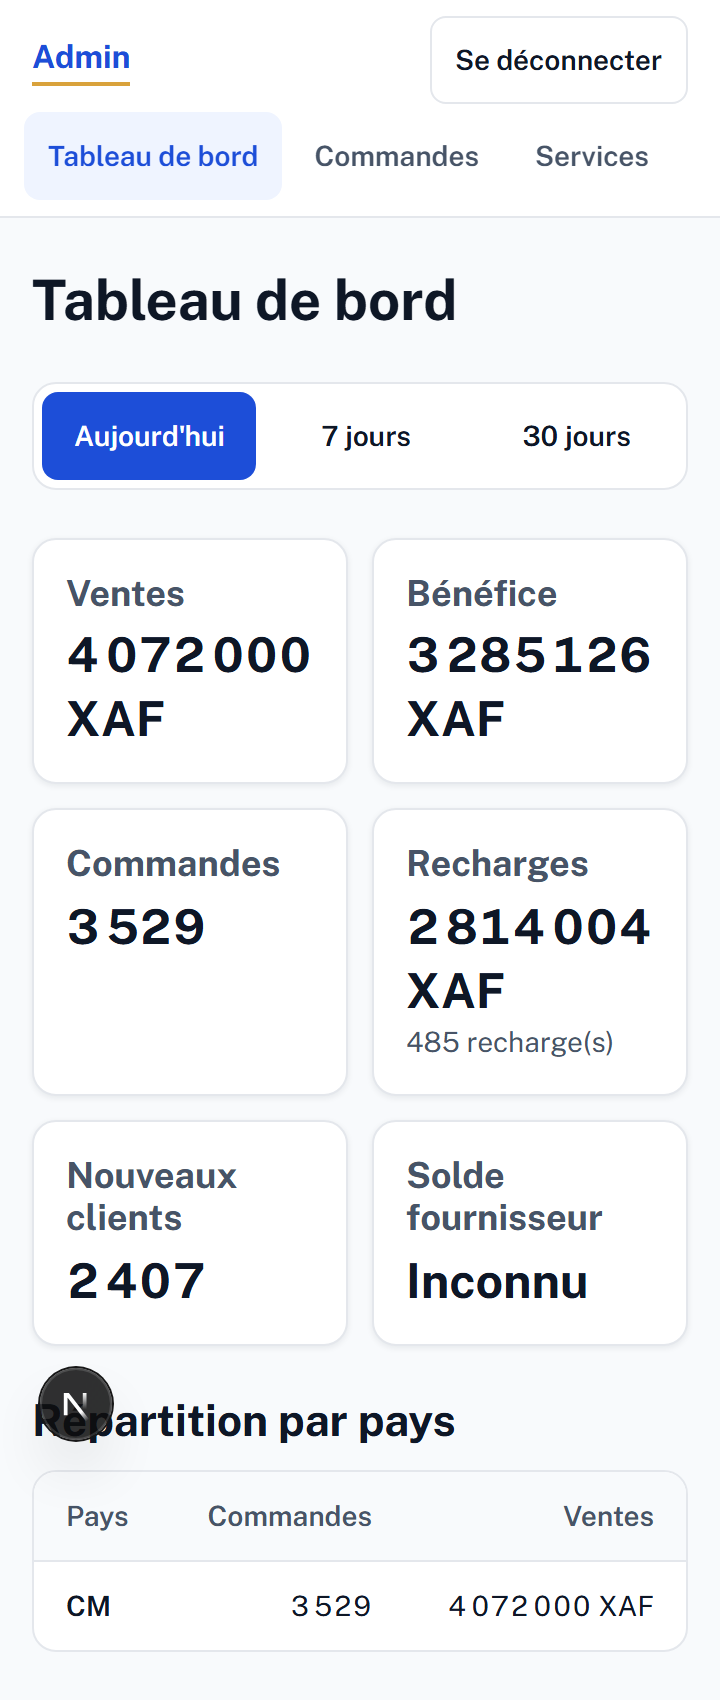 Admin
Se déconnecter
Tableau de bord
Commandes
Services
Tableau de bord
Aujourd'hui
7 jours
30 jours
Ventes
4 072 000
XAF
Bénéfice
3 285 126
XAF
Commandes
3 529
Recharges
2 814 004
XAF
485 recharge(s)
Nouveaux
clients
2 407
Solde
fournisseur
Inconnu
N
Répartition par pays
Pays Commandes Ventes
CM 3 529 4 072 000 XAF